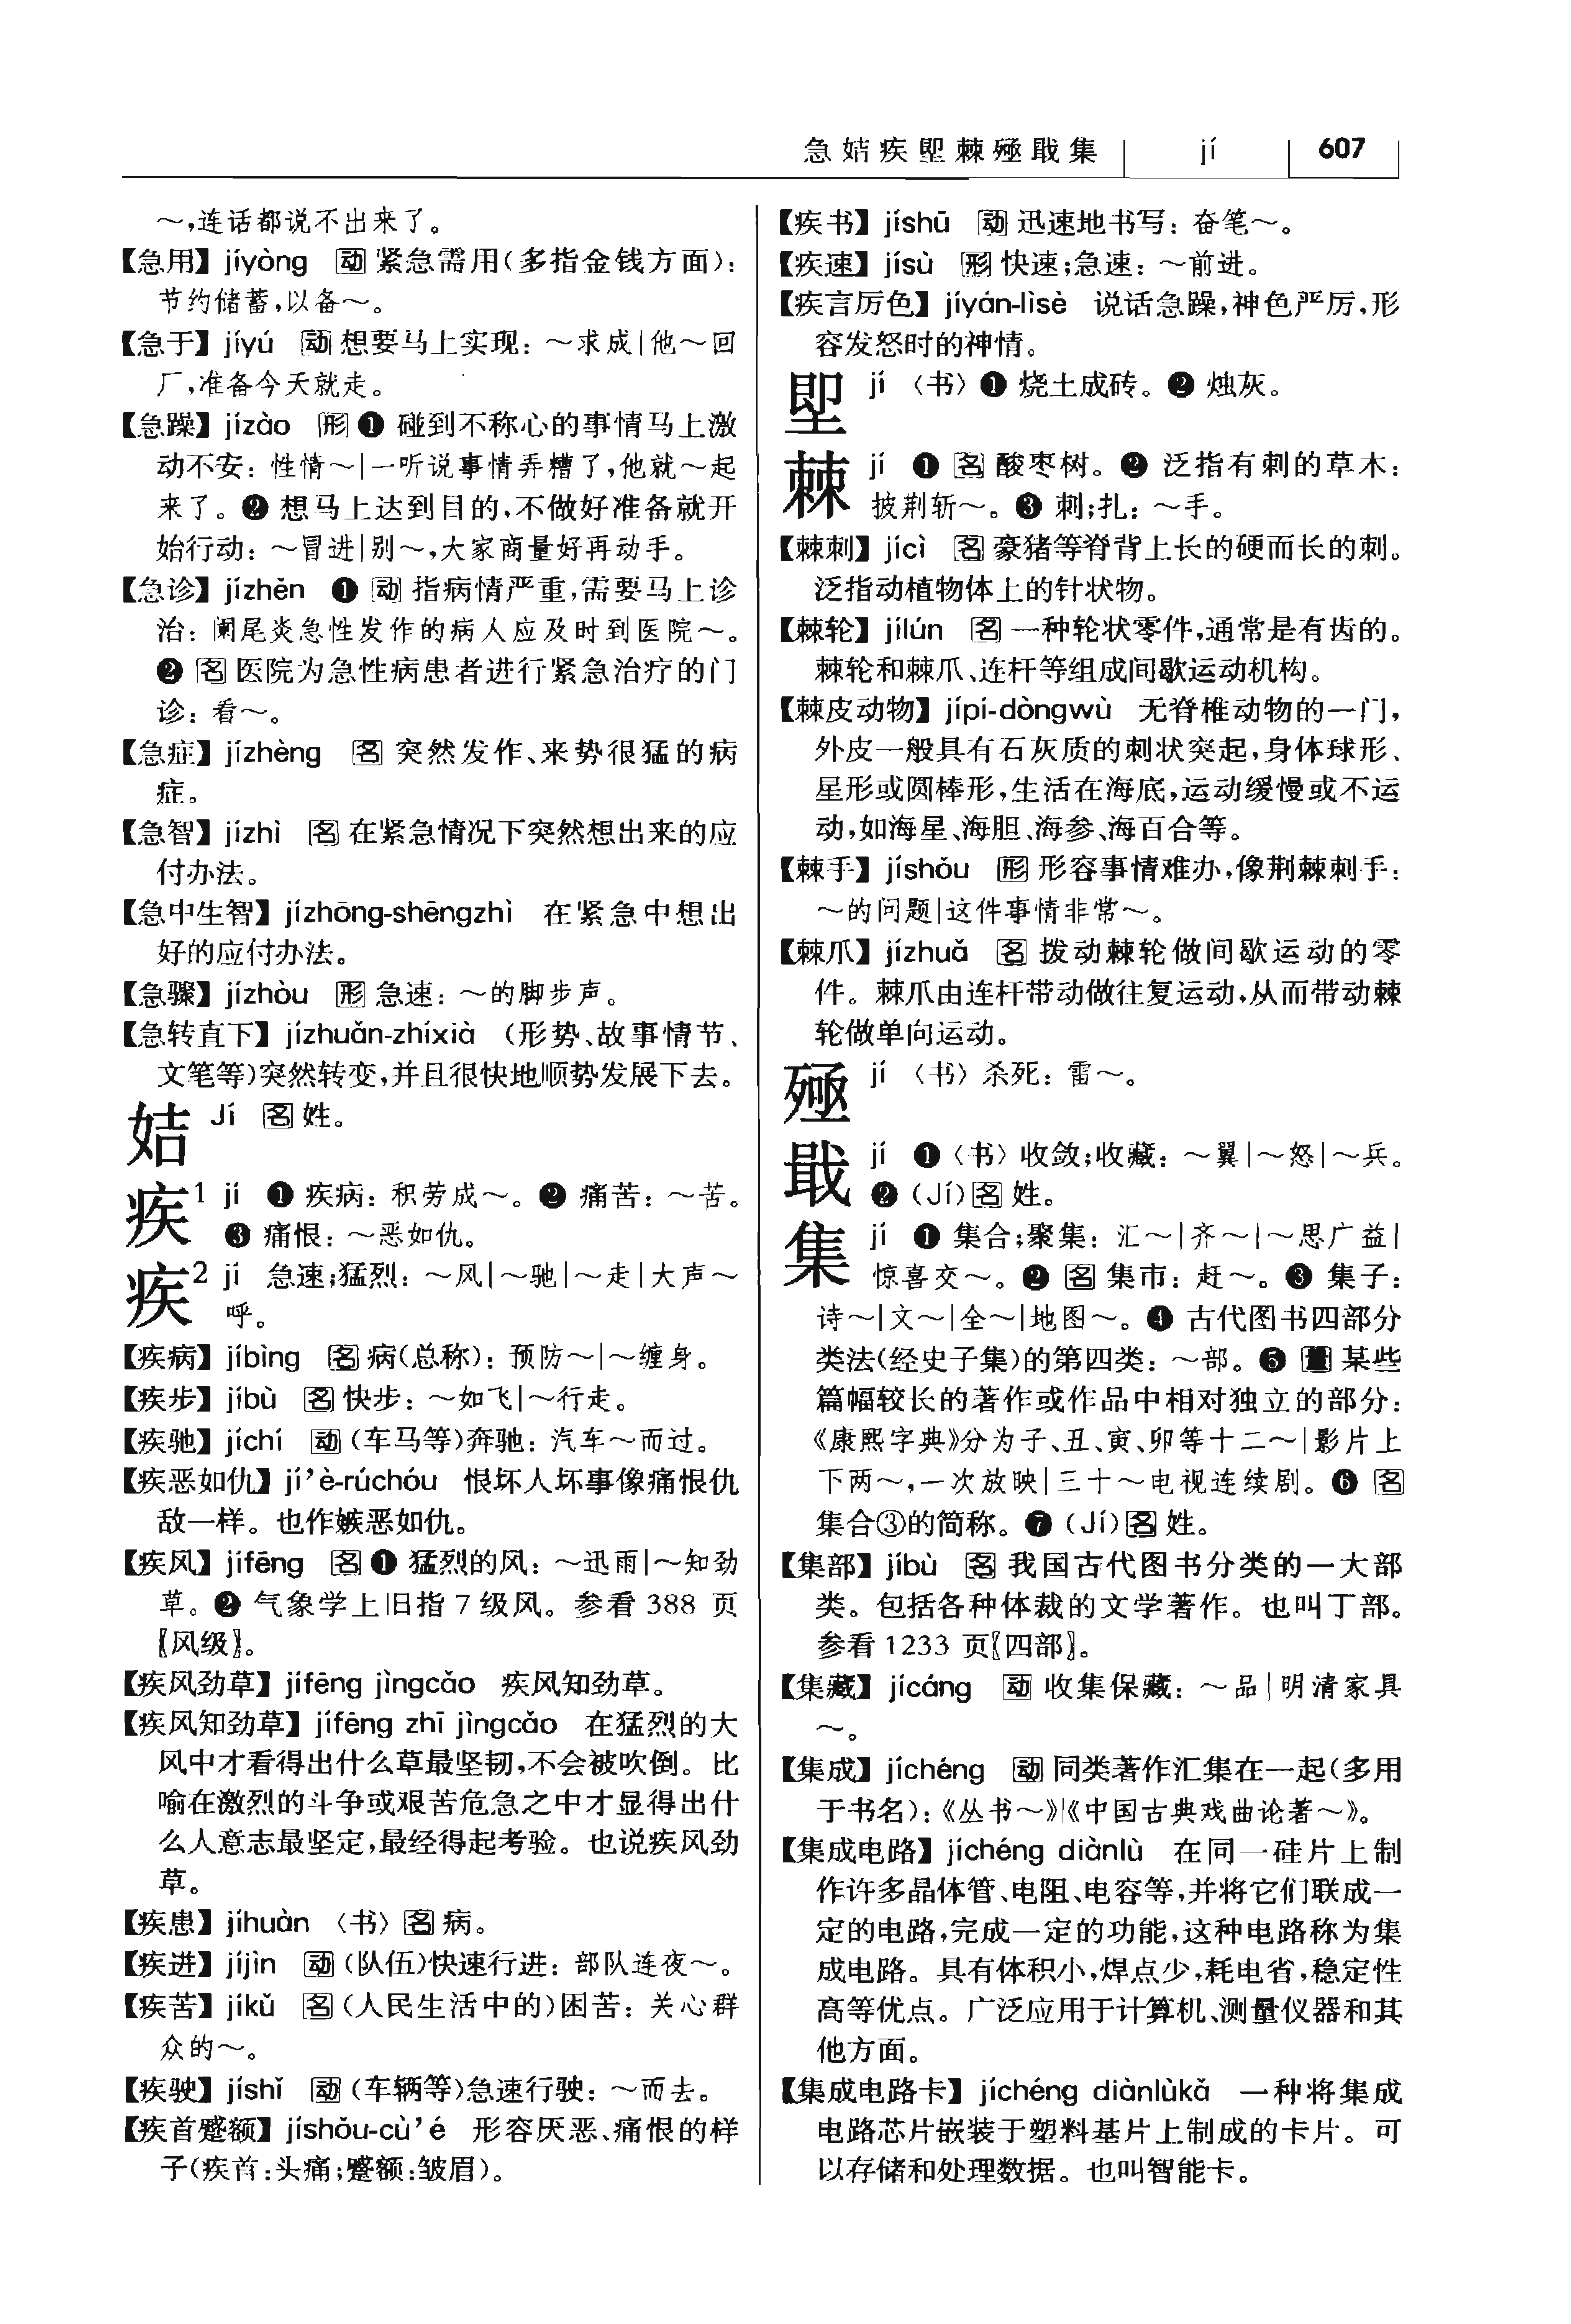 急姞疾堲棘殛戢集 jí 607
～,连话都说不出来了。
【急用】jíyòng 动 紧急需用(多指金钱方面):
节约储蓄,以备～。
【急于】jíyú 动 想要马上实现: ～求成|他～回
厂,准备今天就走。
【急躁】jízào 形 ❶ 碰到不称心的事情马上激
动不安: 性情～|一听说事情弄糟了,他就～起
来了。❷ 想马上达到目的,不做好准备就开
始行动: ～冒进|别～,大家商量好再动手。
【急诊】jízhěn ❶ 动 指病情严重,需要马上诊
治: 阑尾炎急性发作的病人应及时到医院～。
❷ 名 医院为急性病患者进行紧急治疗的门
诊: 看～。
【急症】jízhèng 名 突然发作、来势很猛的病
症。
【急智】jízhì 名 在紧急情况下突然想出来的应
付办法。
【急中生智】jízhōng-shēngzhì 在紧急中想出
好的应付办法。
【急骤】jízhòu 形 急速: ～的脚步声。
【急转直下】jízhuǎn-zhíxià (形势、故事情节、
文笔等)突然转变,并且很快地顺势发展下去。
姞 Jí 名 姓。
疾1 jí ❶ 疾病: 积劳成～。❷ 痛苦: ～苦。
❸ 痛恨: ～恶如仇。
疾2 jí 急速;猛烈: ～风|～驰|～走|大声～
呼。
【疾病】jíbìng 名 病(总称): 预防～|～缠身。
【疾步】jíbù 名 快步: ～如飞|～行走。
【疾驰】jíchí 动 (车马等)奔驰: 汽车～而过。
【疾恶如仇】jí’è-rúchóu 恨坏人坏事像痛恨仇
敌一样。也作嫉恶如仇。
【疾风】jífēng 名 ❶ 猛烈的风: ～迅雨|～知劲
草。❷ 气象学上旧指 7 级风。参看 388 页
〖风级〗。
【疾风劲草】jífēng jìngcǎo 疾风知劲草。
【疾风知劲草】jífēng zhī jìngcǎo 在猛烈的大
风中才看得出什么草最坚韧,不会被吹倒。比
喻在激烈的斗争或艰苦危急之中才显得出什
么人意志最坚定,最经得起考验。也说疾风劲
草。
【疾患】jíhuàn 〈书〉名 病。
【疾进】jíjìn 动 (队伍)快速行进: 部队连夜～。
【疾苦】jíkǔ 名 (人民生活中的)困苦: 关心群
众的～。
【疾驶】jíshǐ 动 (车辆等)急速行驶: ～而去。
【疾首蹙额】jíshǒu-cù’é 形容厌恶、痛恨的样
子(疾首:头痛;蹙额:皱眉)。
【疾书】jíshū 动 迅速地书写: 奋笔～。
【疾速】jísù 形 快速;急速: ～前进。
【疾言厉色】jíyán-lìsè 说话急躁,神色严厉,形
容发怒时的神情。
堲 jí 〈书〉❶ 烧土成砖。❷ 烛灰。
棘 jí ❶ 名 酸枣树。❷ 泛指有刺的草木:
披荆斩～。❸ 刺;扎: ～手。
【棘刺】jícì 名 豪猪等脊背上长的硬而长的刺。
泛指动植物体上的针状物。
【棘轮】jílún 名 一种轮状零件,通常是有齿的。
棘轮和棘爪、连杆等组成间歇运动机构。
【棘皮动物】jípí-dòngwù 无脊椎动物的一门,
外皮一般具有石灰质的刺状突起,身体球形、
星形或圆棒形,生活在海底,运动缓慢或不运
动,如海星、海胆、海参、海百合等。
【棘手】jíshǒu 形 形容事情难办,像荆棘刺手:
～的问题|这件事情非常～。
【棘爪】jízhuǎ 名 拨动棘轮做间歇运动的零
件。棘爪由连杆带动做往复运动,从而带动棘
轮做单向运动。
殛 jí 〈书〉杀死: 雷～。
戢 jí ❶〈书〉收敛;收藏: ～翼|～怒|～兵。
❷ (Jí) 名 姓。
集 jí ❶ 集合;聚集: 汇～|齐～|～思广益|
惊喜交～。❷ 名 集市: 赶～。❸ 集子:
诗～|文～|全～|地图～。❹ 古代图书四部分
类法(经史子集)的第四类: ～部。❺ 量 某些
篇幅较长的著作或作品中相对独立的部分:
《康熙字典》分为子、丑、寅、卯等十二～|影片上
下两～,一次放映|三十～电视连续剧。❻ 名
集合③的简称。❼ (Jí) 名 姓。
【集部】jíbù 名 我国古代图书分类的一大部
类。包括各种体裁的文学著作。也叫丁部。
参看 1233 页〖四部〗。
【集藏】jícáng 动 收集保藏: ～品|明清家具
～。
【集成】jíchéng 动 同类著作汇集在一起(多用
于书名):《丛书～》|《中国古典戏曲论著～》。
【集成电路】jíchéng diànlù 在同一硅片上制
作许多晶体管、电阻、电容等,并将它们联成一
定的电路,完成一定的功能,这种电路称为集
成电路。具有体积小,焊点少,耗电省,稳定性
高等优点。广泛应用于计算机、测量仪器和其
他方面。
【集成电路卡】jíchéng diànlùkǎ 一种将集成
电路芯片嵌装于塑料基片上制成的卡片。可
以存储和处理数据。也叫智能卡。